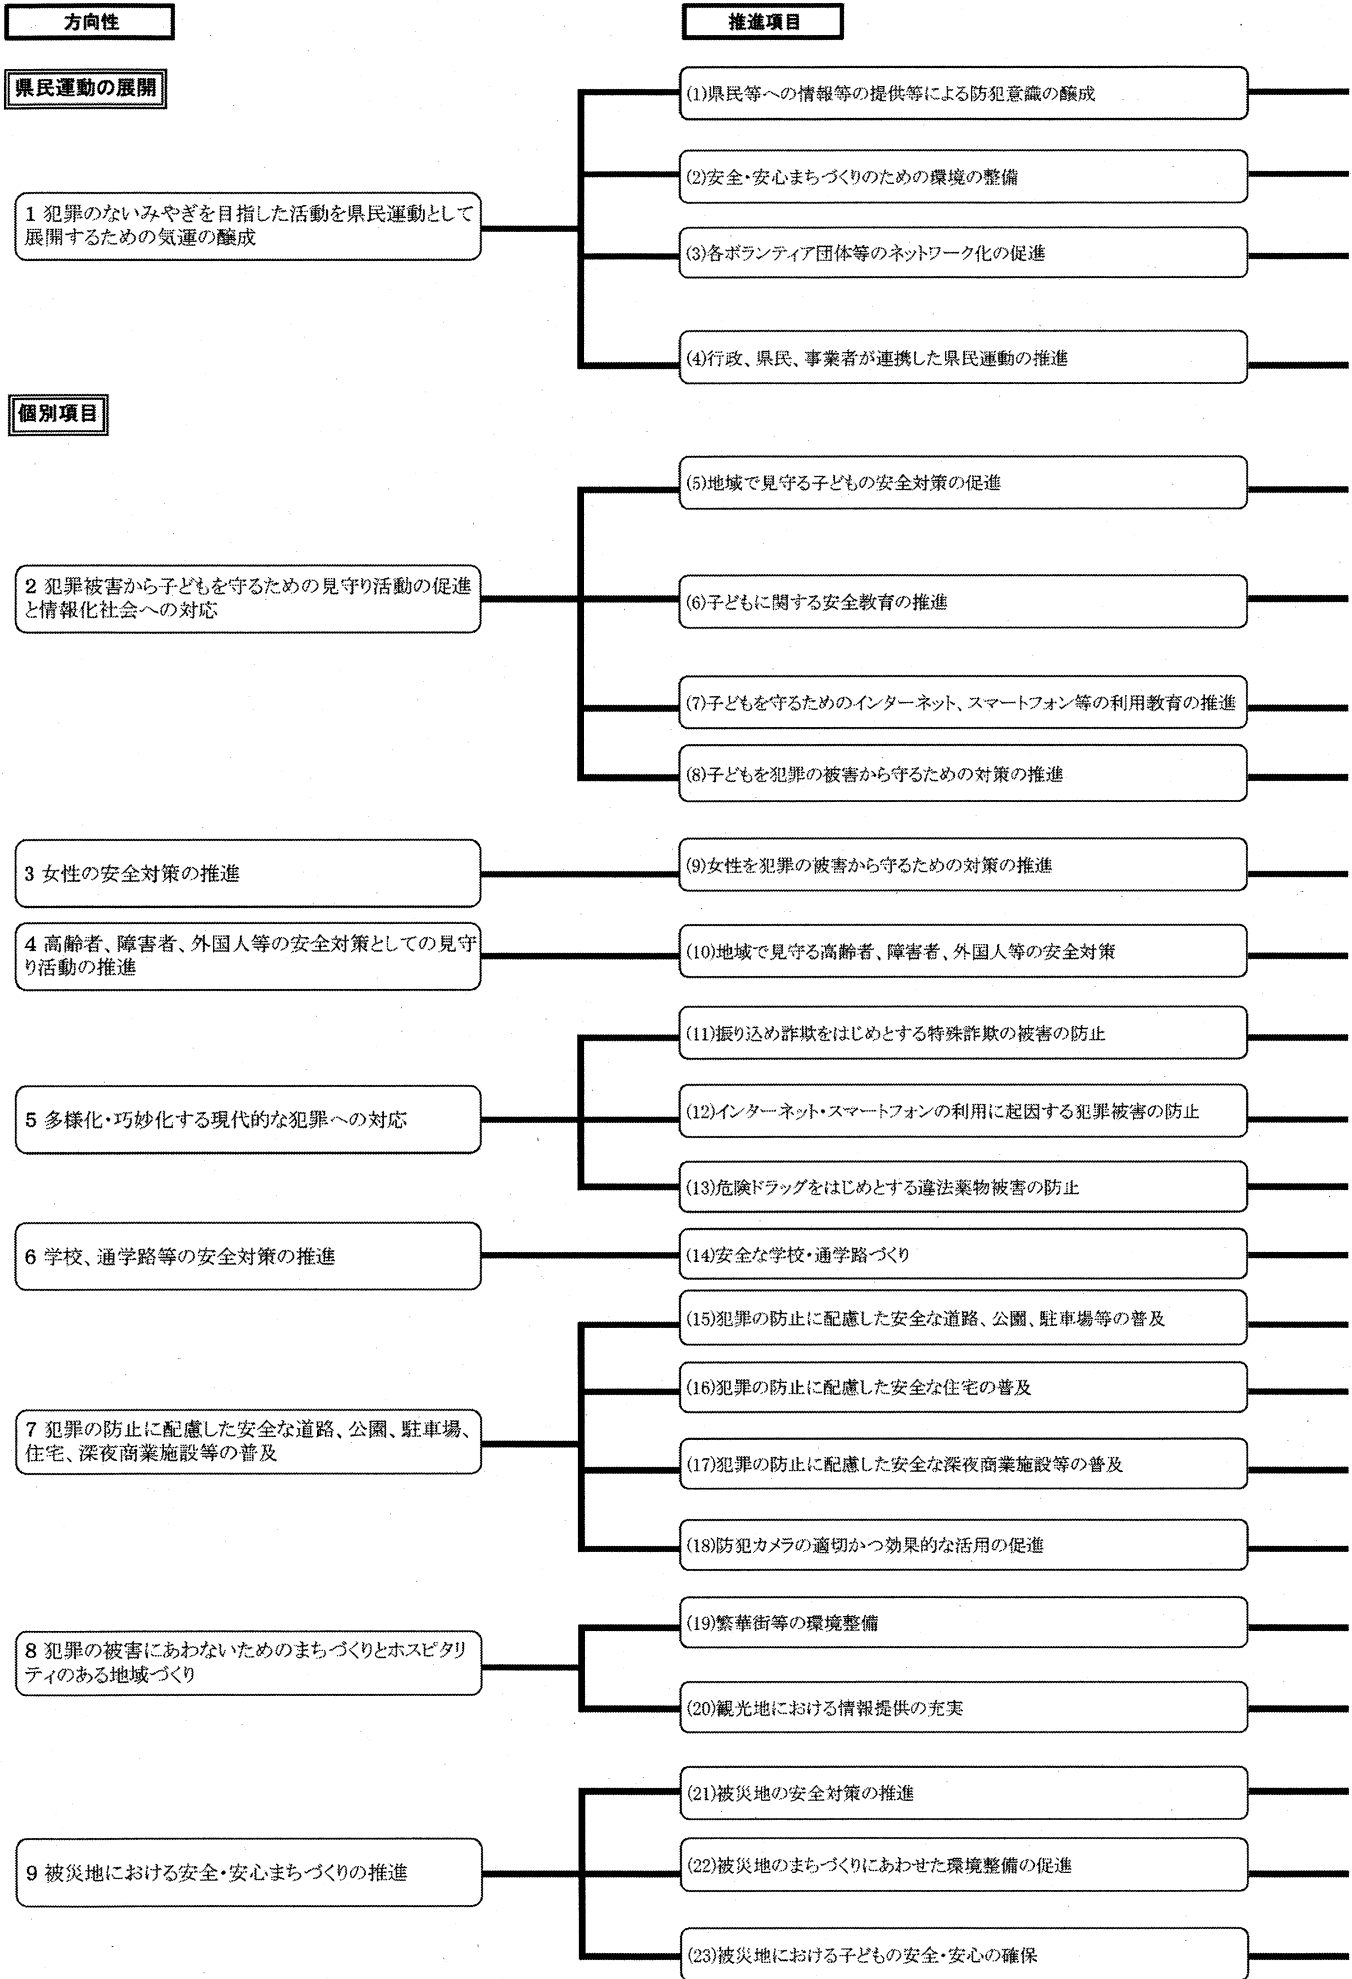 方向性
推進項目
県民運動の展開
1 犯罪のないみやぎを目指した活動を県民運動として
展開するための気運の醸成
(1)県民等への情報等の提供等による防犯意識の醸成
(2)安全・安心まちづくりのための環境の整備
(3)各ボランティア団体等のネットワーク化の促進
(4)行政、県民、事業者が連携した県民運動の推進
個別項目
2 犯罪被害から子どもを守るための見守り活動の促進
と情報化社会への対応
(5)地域で見守る子どもの安全対策の促進
(6)子どもに関する安全教育の推進
(7)子どもを守るためのインターネット、スマートフォン等の利用教育の推進
(8)子どもを犯罪の被害から守るための対策の推進
3 女性の安全対策の推進
(9)女性を犯罪の被害から守るための対策の推進
4 高齢者、障害者、外国人等の安全対策としての見守
り活動の推進
(10)地域で見守る高齢者、障害者、外国人等の安全対策
5 多様化・巧妙化する現代的な犯罪への対応
(11)振り込め詐欺をはじめとする特殊詐欺の被害の防止
(12)インターネット・スマートフォンの利用に起因する犯罪被害の防止
(13)危険ドラッグをはじめとする違法薬物被害の防止
6 学校、通学路等の安全対策の推進
(14)安全な学校・通学路づくり
7 犯罪の防止に配慮した安全な道路、公園、駐車場、
住宅、深夜商業施設等の普及
(15)犯罪の防止に配慮した安全な道路、公園、駐車場等の普及
(16)犯罪の防止に配慮した安全な住宅の普及
(17)犯罪の防止に配慮した安全な深夜商業施設等の普及
(18)防犯カメラの適切かつ効果的な活用の促進
8 犯罪の被害にあわないためのまちづくりとホスピタリ
ティのある地域づくり
(19)繁華街等の環境整備
(20)観光地における情報提供の充実
9 被災地における安全・安心まちづくりの推進
(21)被災地の安全対策の推進
(22)被災地のまちづくりにあわせた環境整備の促進
(23)被災地における子どもの安全・安心の確保